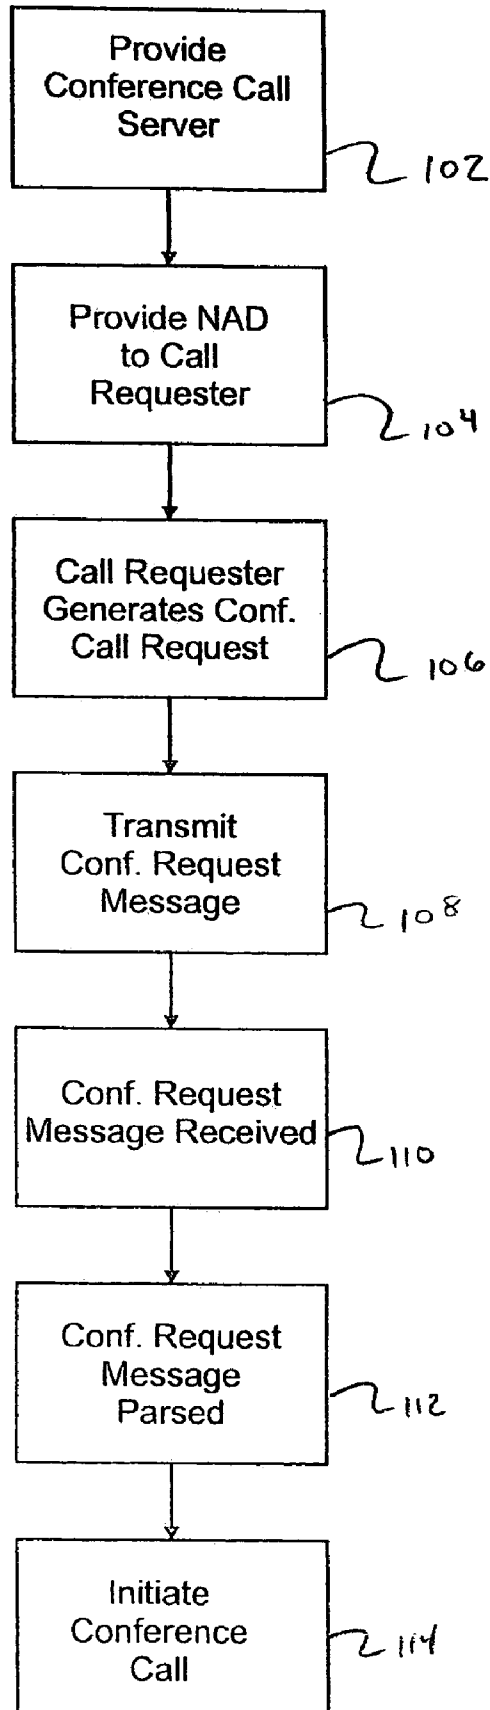 Provide
Conference Call
Server
102
Provide NAD
to Call
Requester
104
Call Requester
Generates Conf.
Call Request
106
Transmit
Conf. Request
Message
108
Conf. Request
Message Received
110
Conf. Request
Message
Parsed
112
Initiate
Conference
Call
114